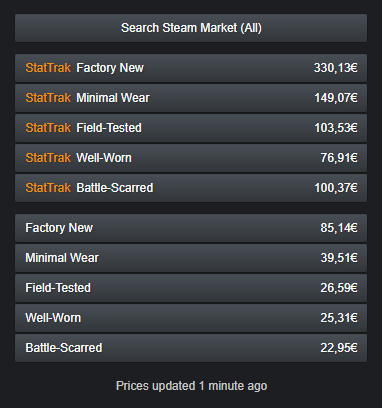 Search Steam Market (All)
StatTrak Factory New 330,13€
StatTrak Minimal Wear 149,07€
StatTrak Field-Tested 103,53€
StatTrak Well-Worn 76,91€
StatTrak Battle-Scarred 100,37€
Factory New 85,14€
Minimal Wear 39,51€
Field-Tested 26,59€
Well-Worn 25,31€
Battle-Scarred 22,95€
Prices updated 1 minute ago